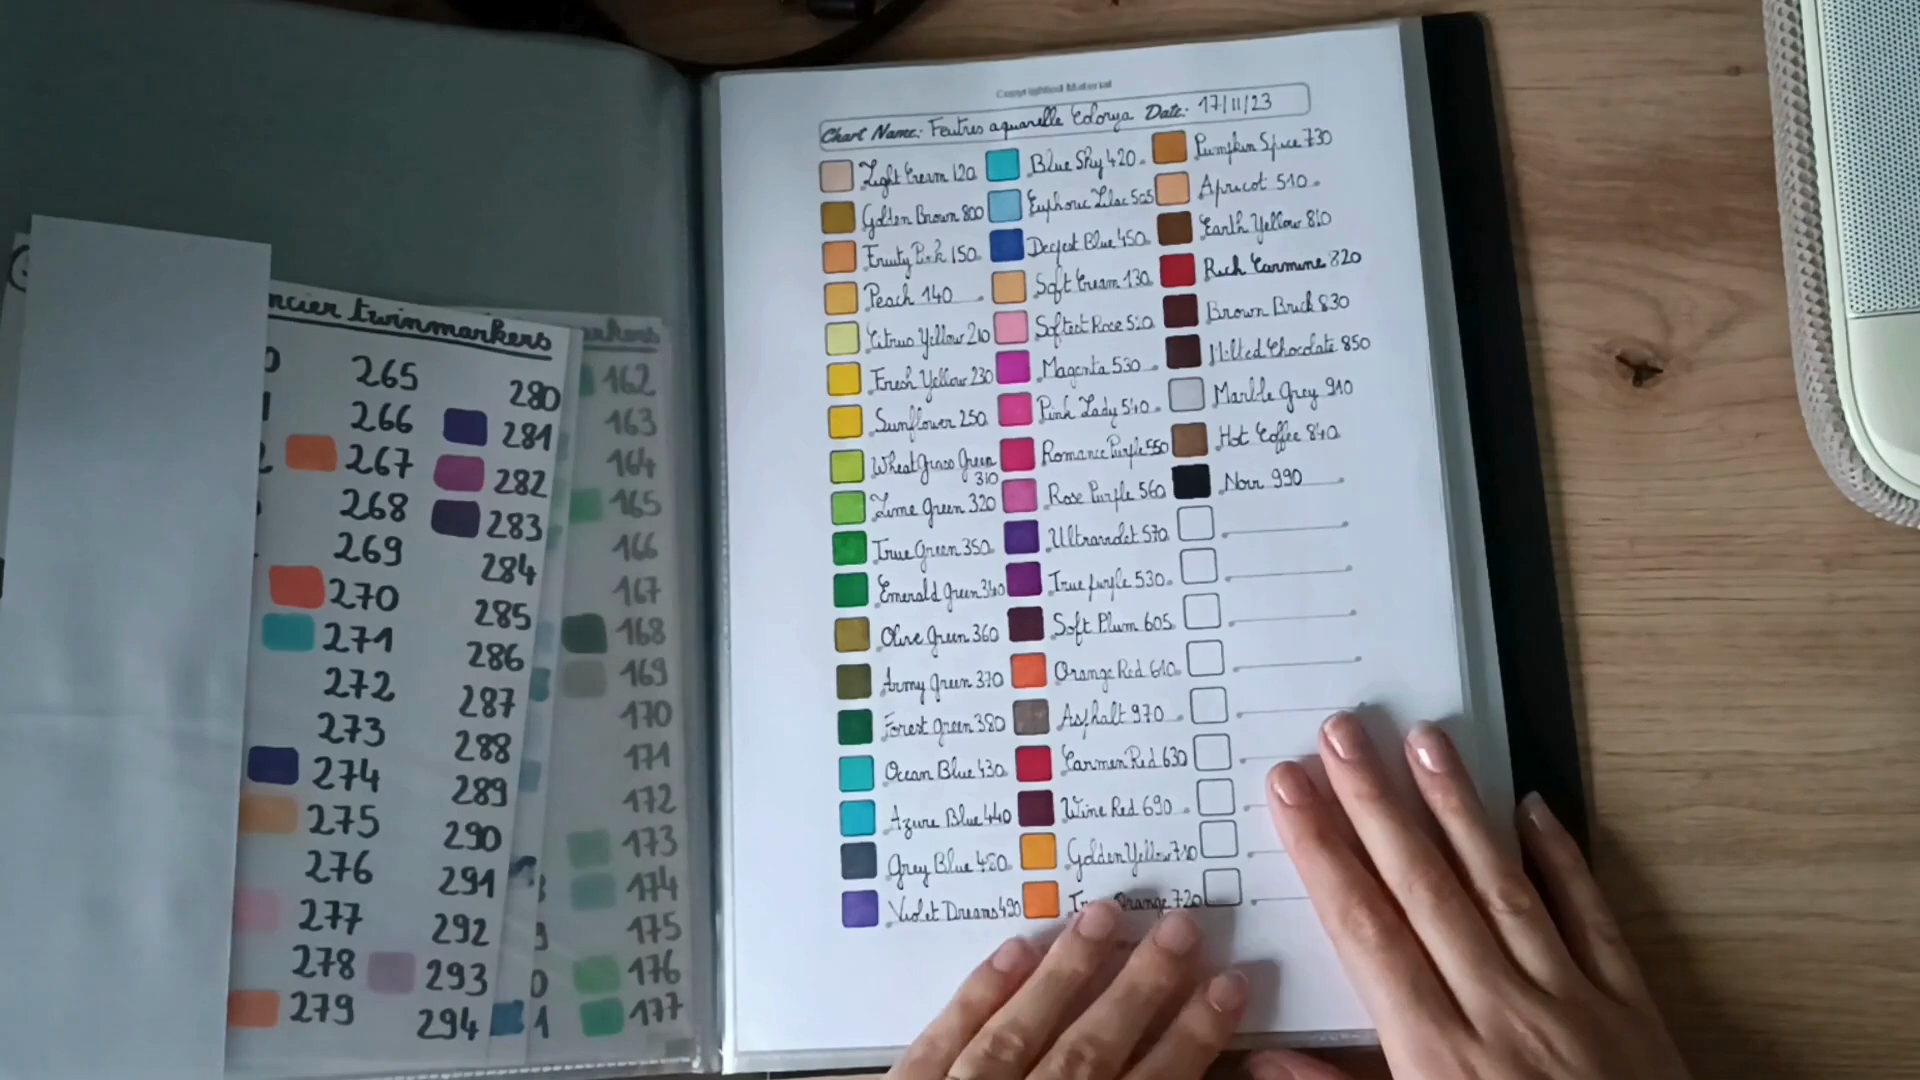 Copyrighted Material
Chart Name: Feutres aquarelle Colorya Date: 17/11/23
Light Cream 120
Golden Brown 800
Fruity Pink 150
Peach 140
Citrus Yellow 210
Fresh Yellow 230
Sunflower 250
Wheatgrass Green
310
Lime Green 320
True Green 350
Emerald Green 340
Olive Green 360
Army Green 370
Forest Green 380
Ocean Blue 430
Azure Blue 440
Grey Blue 480
Violet Dreams 490
Blue Sky 420
Euphoric Lilac 505
Deepest Blue 450
Soft Cream 130
Softest Rose 520
Magenta 530
Pink Lady 540
Romance Purple 550
Rose Purple 560
Ultraviolet 570
True Purple 530
Soft Plum 605
Orange Red 610
Asphalt 970
Carmen Red 630
Wine Red 690
Golden Yellow 710
Orange 720
Pumpkin Spice 730
Apricot 510
Earth Yellow 810
Rich Carmine 820
Brown Brick 830
Milted Chocolate 850
Marble Grey 910
Hot Coffee 840
Noir 990
ncier twinmarkers
265
266
267
268
269
270
271
272
273
274
275
276
277
278
279
280
281
282
283
284
285
286
287
288
289
290
291
292
293
294
arkers
162
163
164
165
166
167
168
169
170
171
172
173
174
175
176
177